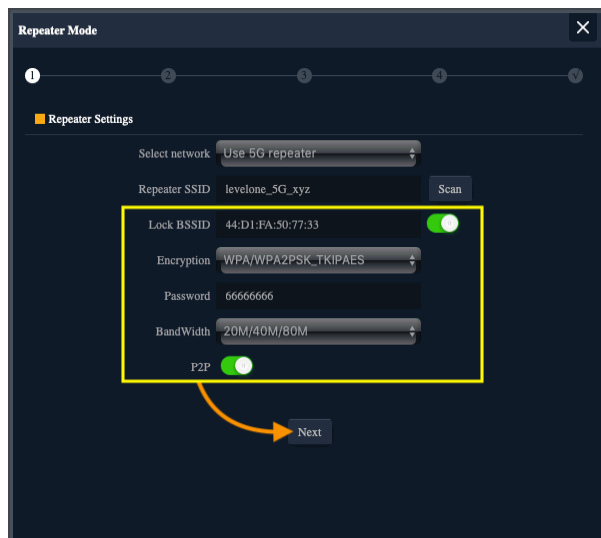 Repeater Mode
1 2 3 4 √
Repeater Settings
Select network Use 5G repeater
Repeater SSID levelone_5G_xyz Scan
Lock BSSID 44:D1:FA:50:77:33
Encryption WPA/WPA2PSK_TKIPAES
Password 66666666
BandWidth 20M/40M/80M
P2P
Next